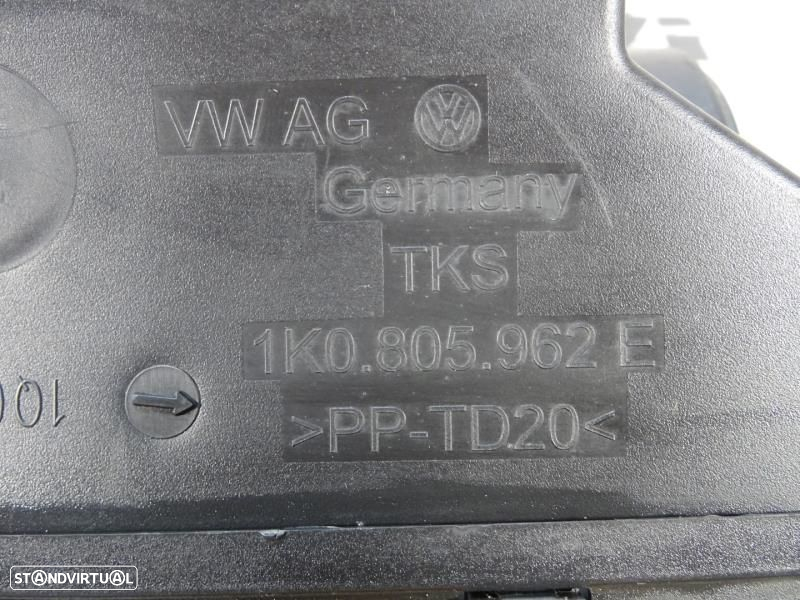 VW AG
Germany
TKS
1K0.805.962 E
>PP-TD20<
STANDVIRTUAL